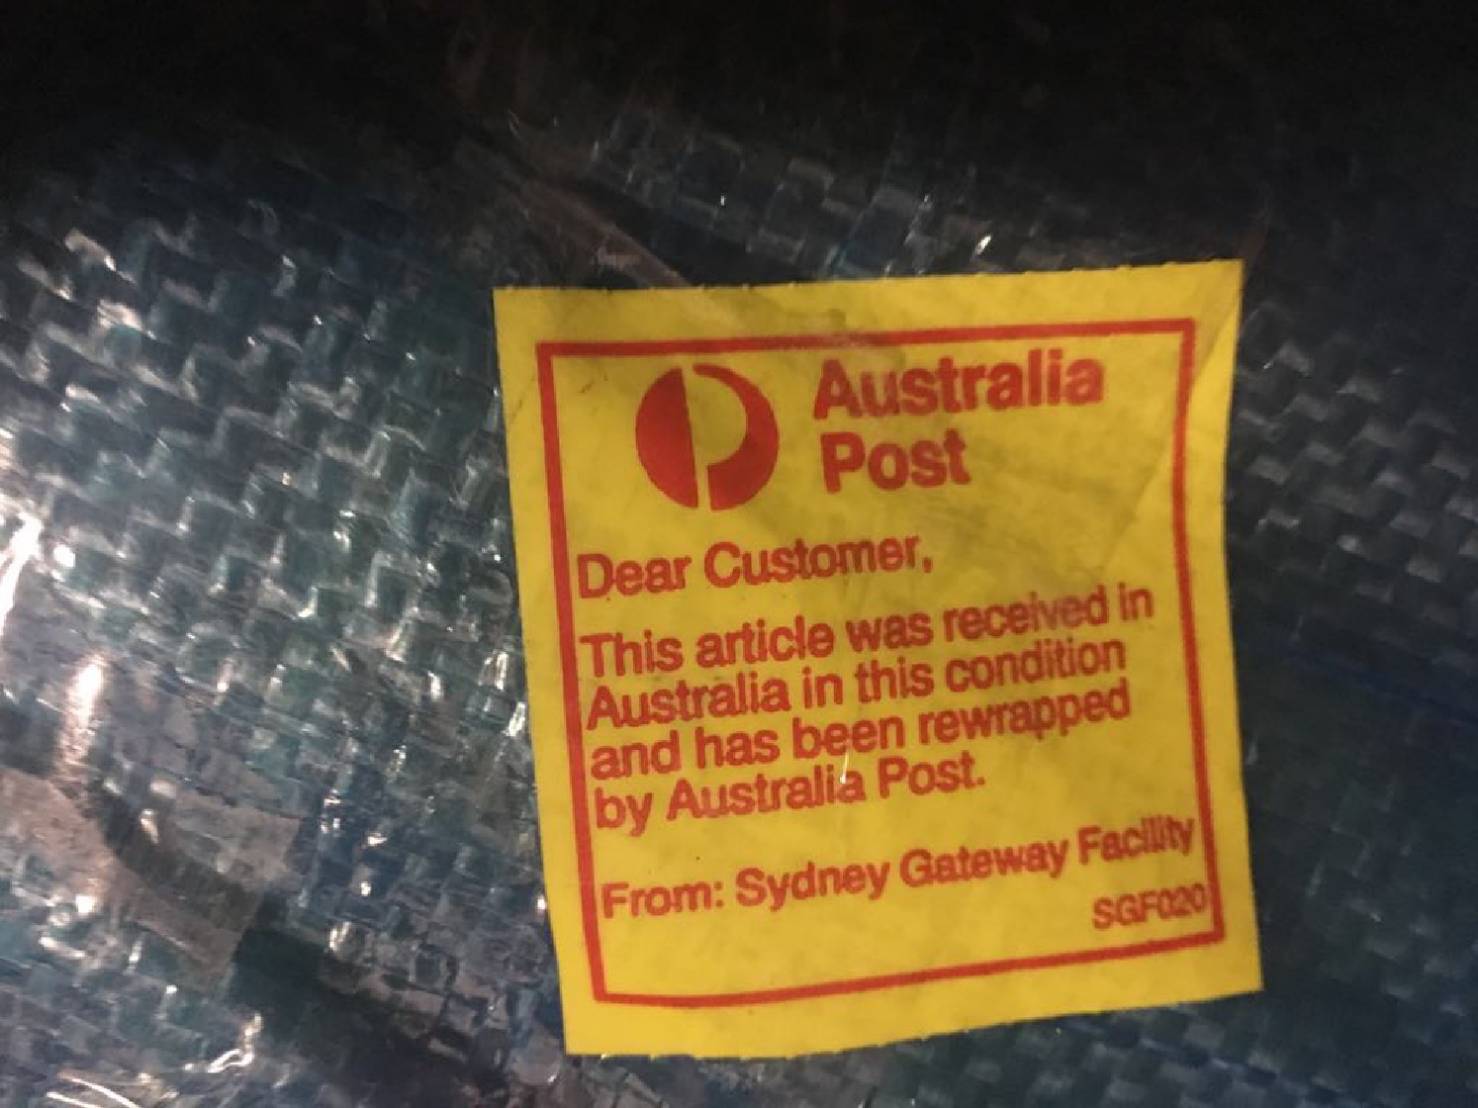 Australia
Post
Dear Customer,
This article was received in
Australia in this condition
and has been rewrapped
by Australia Post.
From: Sydney Gateway Facility
SGF020